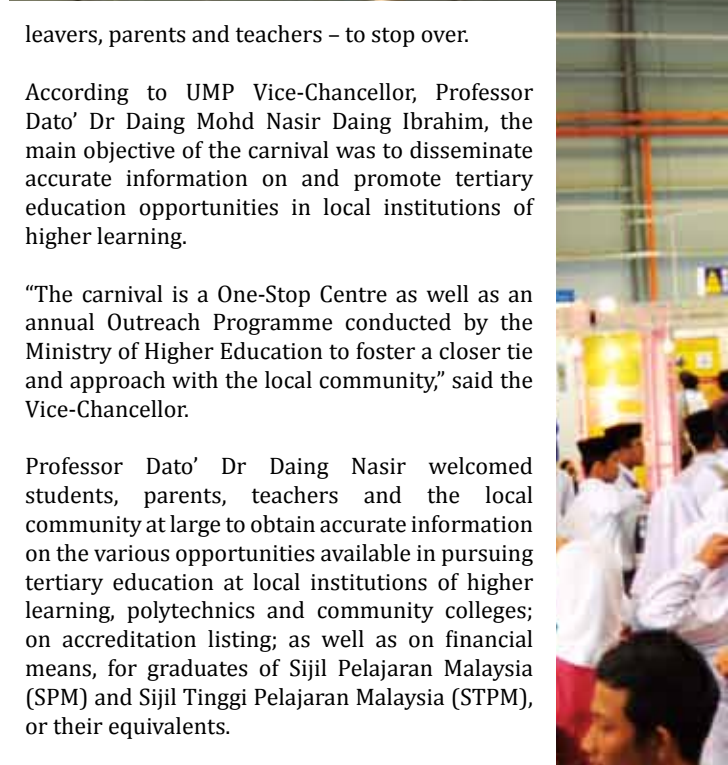 leavers, parents and teachers – to stop over.
According to UMP Vice-Chancellor, Professor
Dato’ Dr Daing Mohd Nasir Daing Ibrahim, the
main objective of the carnival was to disseminate
accurate information on and promote tertiary
education opportunities in local institutions of
higher learning.
“The carnival is a One-Stop Centre as well as an
annual Outreach Programme conducted by the
Ministry of Higher Education to foster a closer tie
and approach with the local community,” said the
Vice-Chancellor.
Professor Dato’ Dr Daing Nasir welcomed
students, parents, teachers and the local
community at large to obtain accurate information
on the various opportunities available in pursuing
tertiary education at local institutions of higher
learning, polytechnics and community colleges;
on accreditation listing; as well as on financial
means, for graduates of Sijil Pelajaran Malaysia
(SPM) and Sijil Tinggi Pelajaran Malaysia (STPM),
or their equivalents.